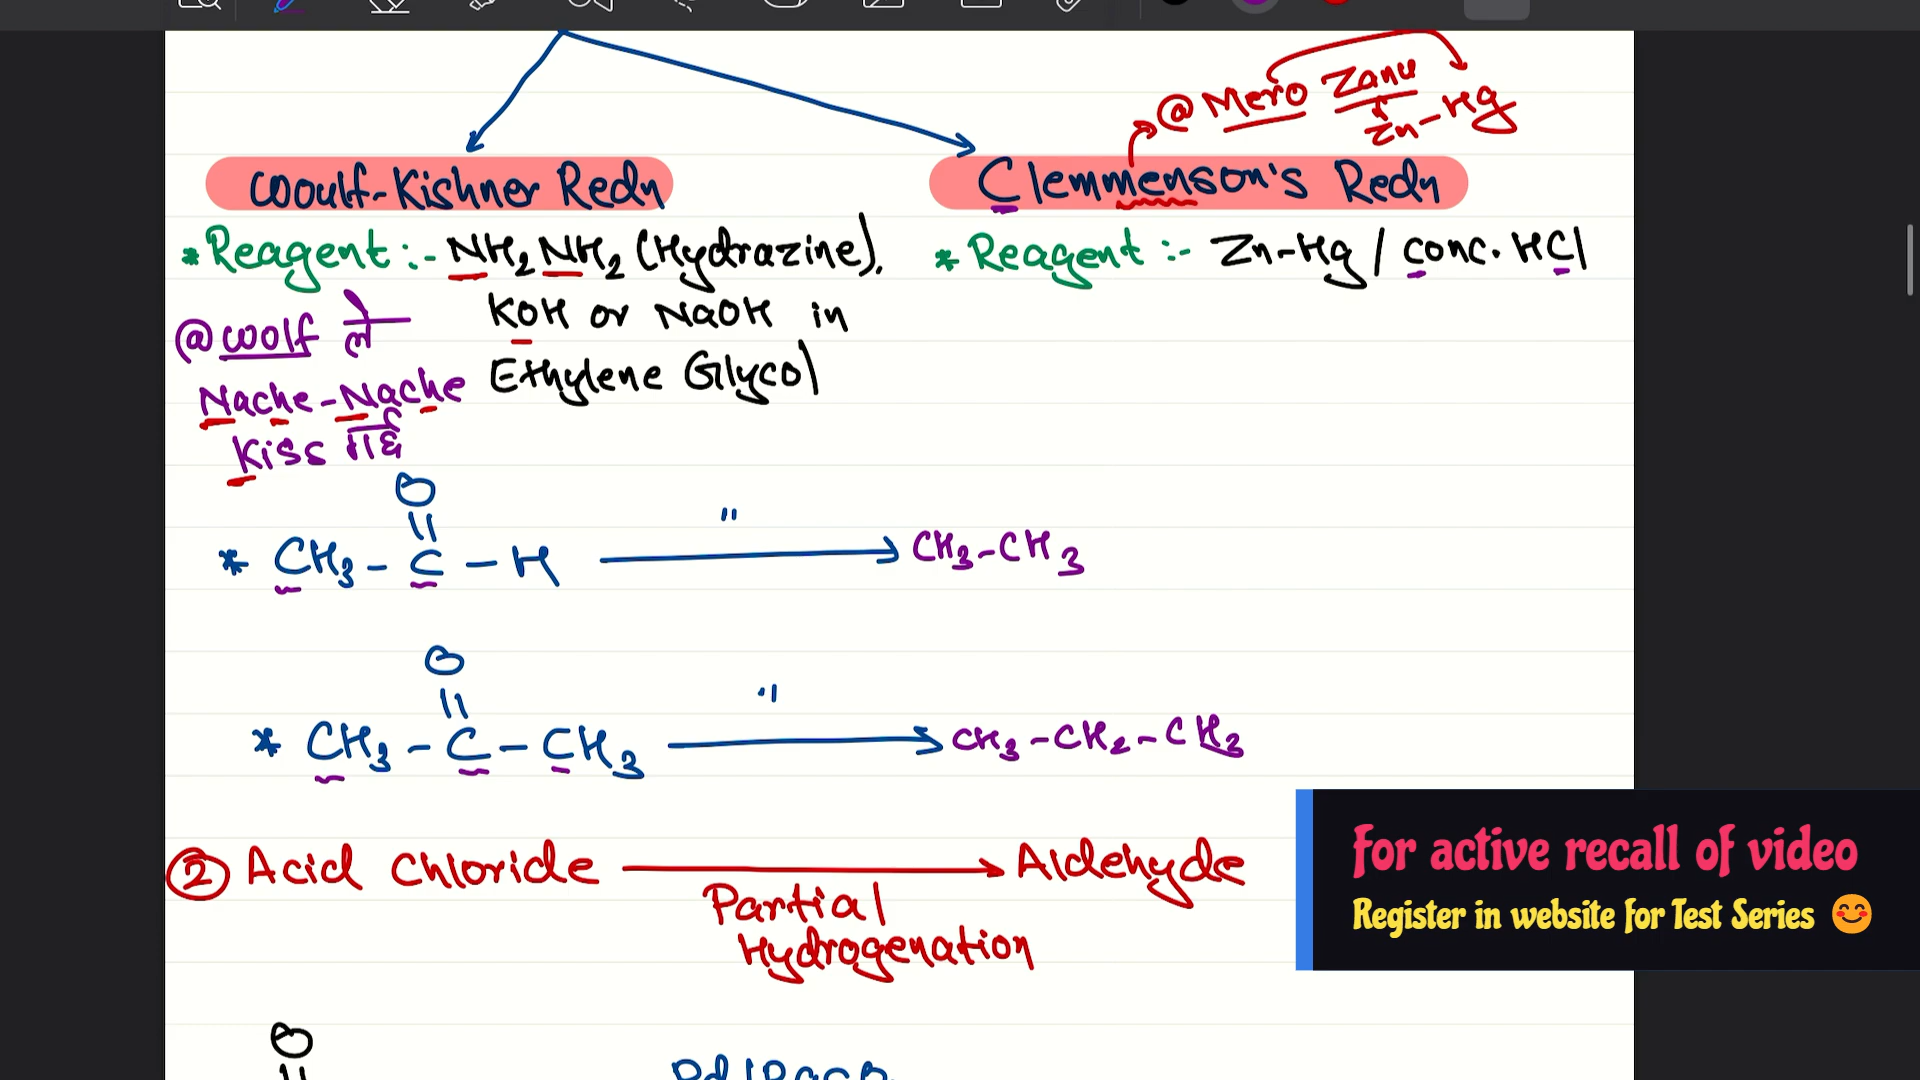 @ Mero Zanu
Zn-Hg
Woulf-Kishner Redn
Clemmenson's Redn
* Reagent :- NH2NH2 (Hydrazine),
KOH or NaOH in
Ethylene Glycol
* Reagent :- Zn-Hg / conc. HCl
@ Woolf ले
Nache-Nache
Kiss गर्दै
O
||
* CH3 - C - H
"
CH3-CH3
O
||
* CH3 - C - CH3
"
CH3-CH2-CH3
② Acid Chloride → Aldehyde
Partial
Hydrogenation
for active recall of video
Register in website for Test Series 😊
O
||